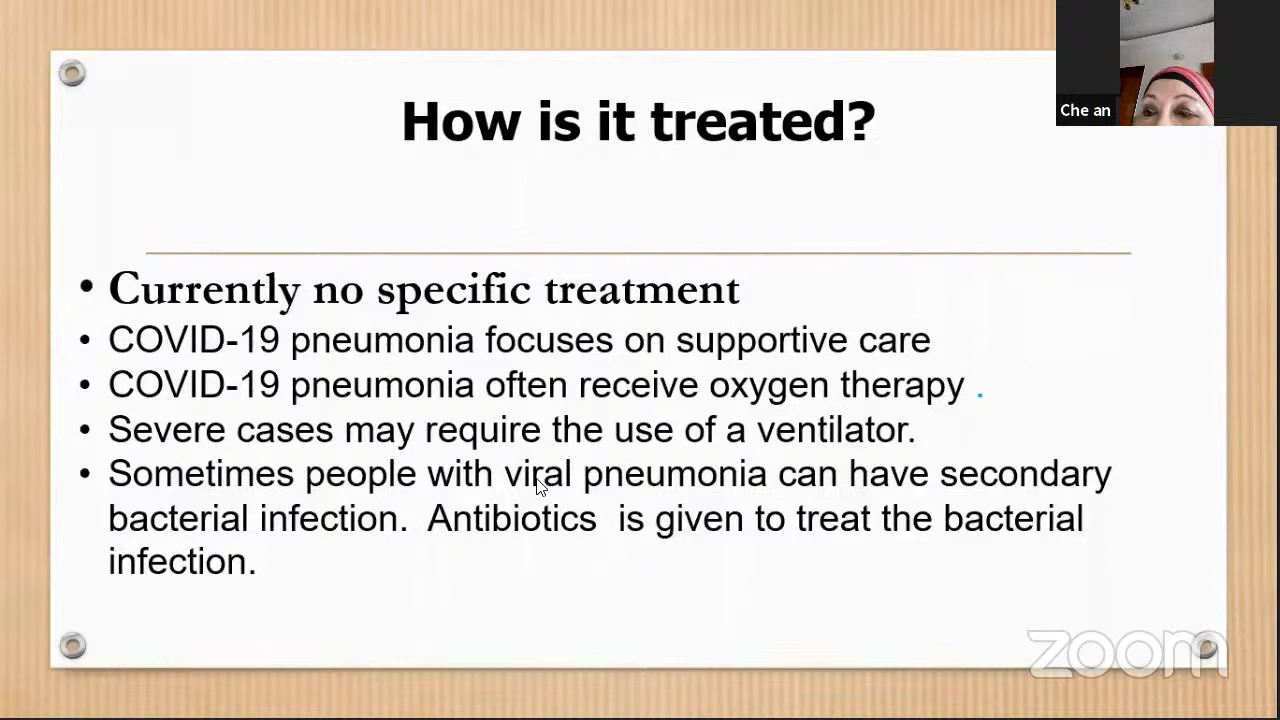 Che an
How is it treated?
• Currently no specific treatment
• COVID-19 pneumonia focuses on supportive care
• COVID-19 pneumonia often receive oxygen therapy .
• Severe cases may require the use of a ventilator.
• Sometimes people with viral pneumonia can have secondary
bacterial infection.  Antibiotics  is given to treat the bacterial
infection.
zoom